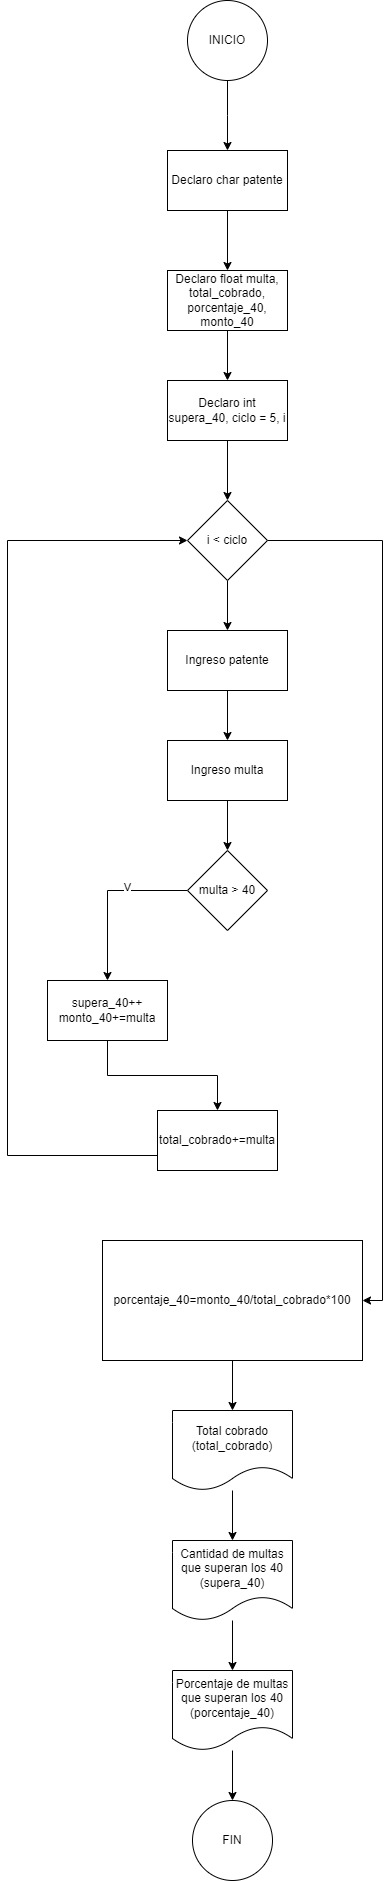 INICIO
Declaro char patente
Declaro float multa,
total_cobrado,
porcentaje_40,
monto_40
Declaro int
supera_40, ciclo = 5, i
i < ciclo
Ingreso patente
Ingreso multa
multa > 40
V
supera_40++
monto_40+=multa
total_cobrado+=multa
porcentaje_40=monto_40/total_cobrado*100
Total cobrado
(total_cobrado)
Cantidad de multas
que superan los 40
(supera_40)
Porcentaje de multas
que superan los 40
(porcentaje_40)
FIN